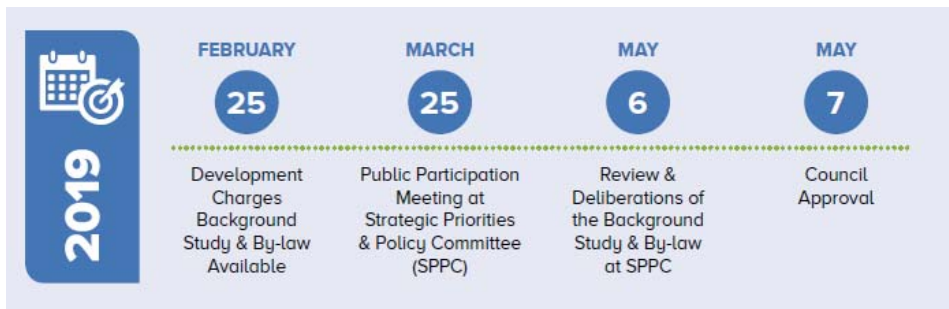 2019
FEBRUARY
25
Development
Charges
Background
Study & By-law
Available
MARCH
25
Public Participation
Meeting at
Strategic Priorities
& Policy Committee
(SPPC)
MAY
6
Review &
Deliberations of
the Background
Study & By-law
at SPPC
MAY
7
Council
Approval